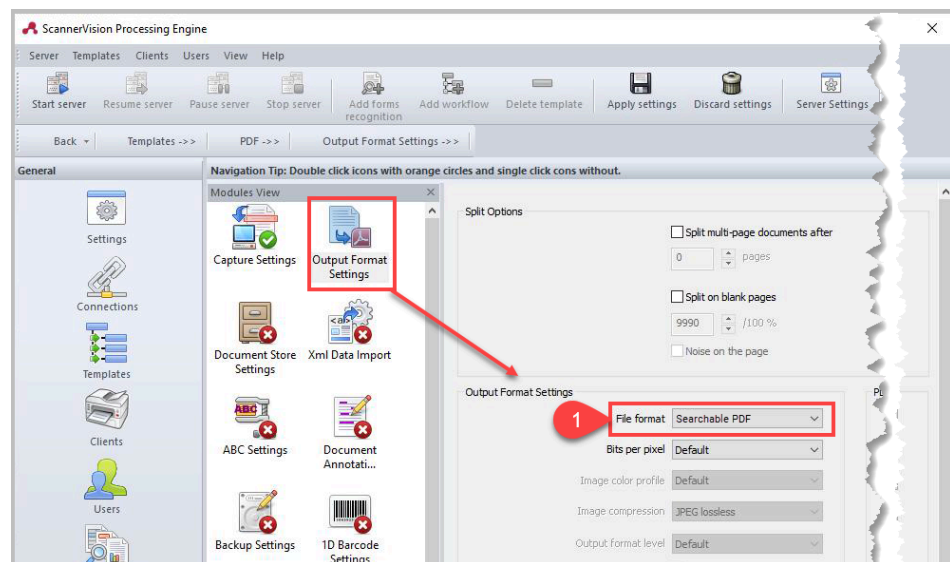 ScannerVision Processing Engine
Server Templates Clients Users View Help
Start server Resume server Pause server Stop server Add forms recognition Add workflow Delete template Apply settings Discard settings Server Settings
Back Templates ->> PDF ->> Output Format Settings ->>
General
Navigation Tip: Double click icons with orange circles and single click cons without.
Modules View
Settings
Connections
Templates
Clients
Users
Capture Settings
Output Format
Settings
Document Store
Settings
Xml Data Import
ABC
ABC Settings
Document
Annotati...
Backup Settings
1D Barcode
Settings
Split Options
Split multi-page documents after
0 pages
Split on blank pages
9990 /100 %
Noise on the page
Output Format Settings
1
File format Searchable PDF
Bits per pixel Default
Image color profile Default
Image compression JPEG lossless
Output format level Default